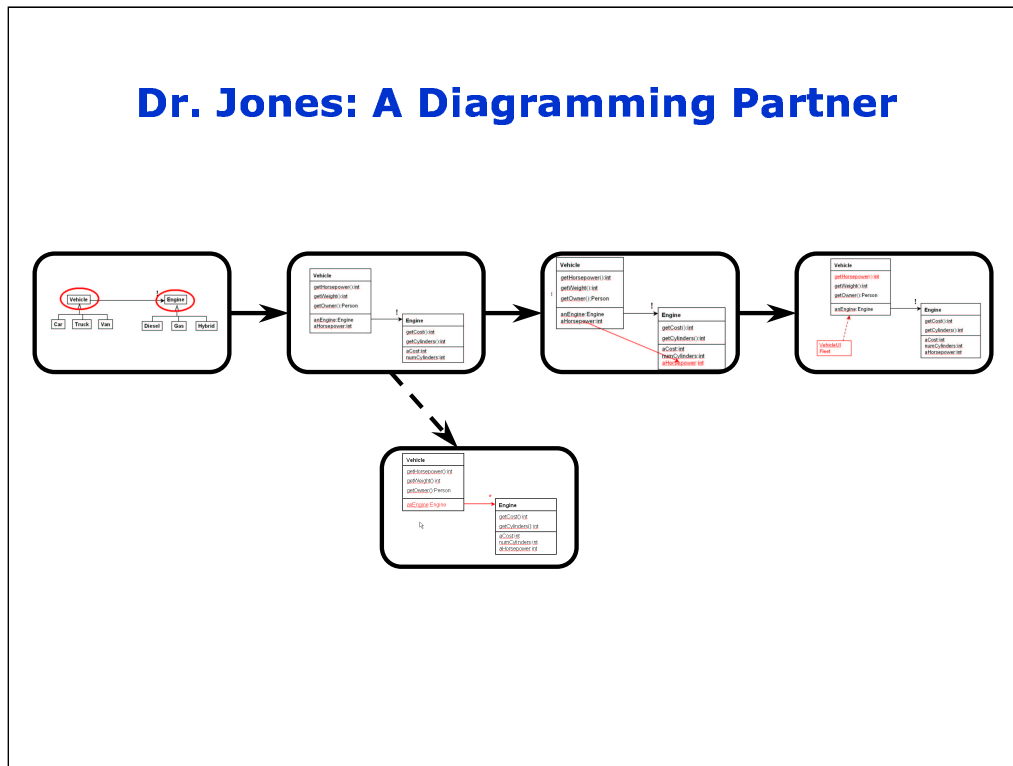 Dr. Jones: A Diagramming Partner
!
Vehicle
Engine
Car
Truck
Van
Diesel
Gas
Hybrid
Vehicle
getHorsepower():int
getWeight():int
getOwner():Person
anEngine:Engine
aHorsepower:int
!
Engine
getCost():int
getCylinders():int
aCost:int
numCylinders:int
Vehicle
getHorsepower():int
getWeight():int
getOwner():Person
anEngine:Engine
aHorsepower:int
!
Engine
getCost():int
getCylinders():int
aCost:int
numCylinders:int
aHorsepower:int
Vehicle
getHorsepower():int
getWeight():int
getOwner():Person
anEngine:Engine
VehicleUI
Fleet
!
Engine
getCost():int
getCylinders():int
aCost:int
numCylinders:int
aHorsepower:int
Vehicle
getHorsepower():int
getWeight():int
getOwner():Person
anEngine:Engine
*
Engine
getCost():int
getCylinders():int
aCost:int
numCylinders:int
aHorsepower:int